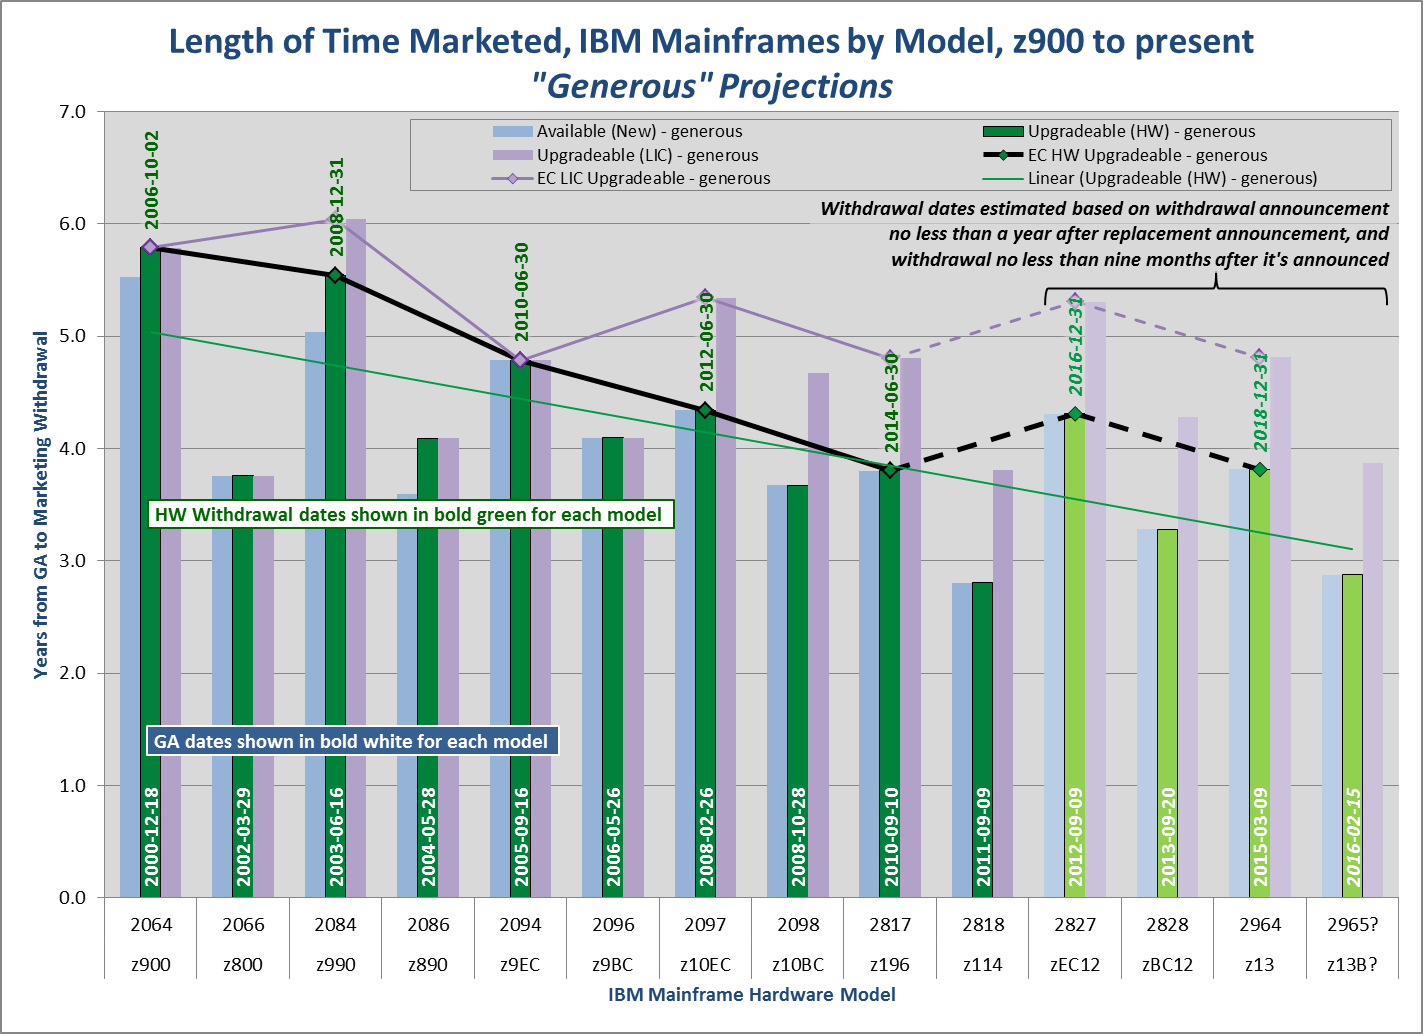 Length of Time Marketed, IBM Mainframes by Model, z900 to present
"Generous" Projections
Available (New) - generous
Upgradeable (HW) - generous
Upgradeable (LIC) - generous
EC HW Upgradeable - generous
EC LIC Upgradeable - generous
Linear (Upgradeable (HW) - generous)
Withdrawal dates estimated based on withdrawal announcement
no less than a year after replacement announcement, and
withdrawal no less than nine months after it's announced
Years from GA to Marketing Withdrawal
7.0
6.0
5.0
4.0
3.0
2.0
1.0
0.0
2006-10-02
2008-12-31
2010-06-30
2012-06-30
2014-06-30
2016-12-31
2018-12-31
HW Withdrawal dates shown in bold green for each model
GA dates shown in bold white for each model
2000-12-18
2002-03-29
2003-06-16
2004-05-28
2005-09-16
2006-05-26
2008-02-26
2008-10-28
2010-09-10
2011-09-09
2012-09-09
2013-09-20
2015-03-09
2016-02-15
2064 2066 2084 2086 2094 2096 2097 2098 2817 2818 2827 2828 2964 2965?
z900 z800 z990 z890 z9EC z9BC z10EC z10BC z196 z114 zEC12 zBC12 z13 z13B?
IBM Mainframe Hardware Model